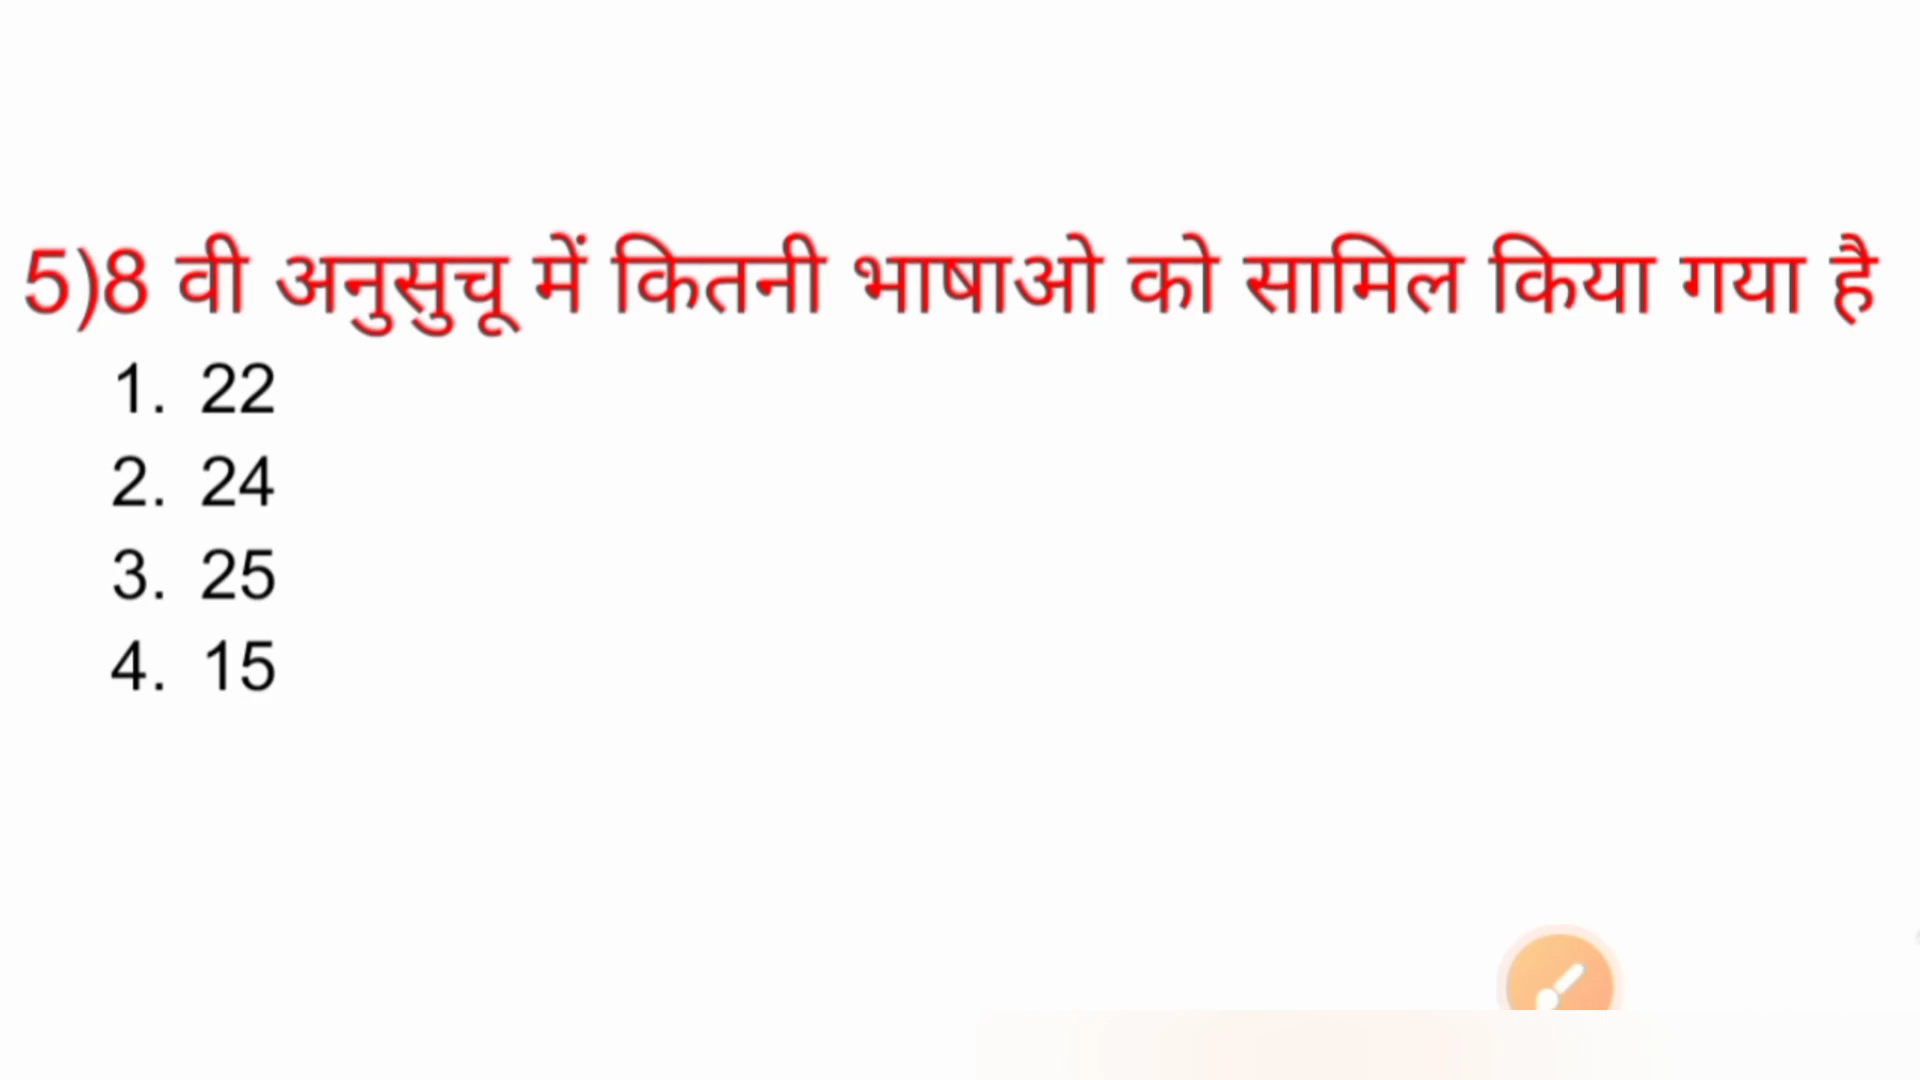 5)8 वी अनुसुचू में कितनी भाषाओ को सामिल किया गया है
1. 22
2. 24
3. 25
4. 15